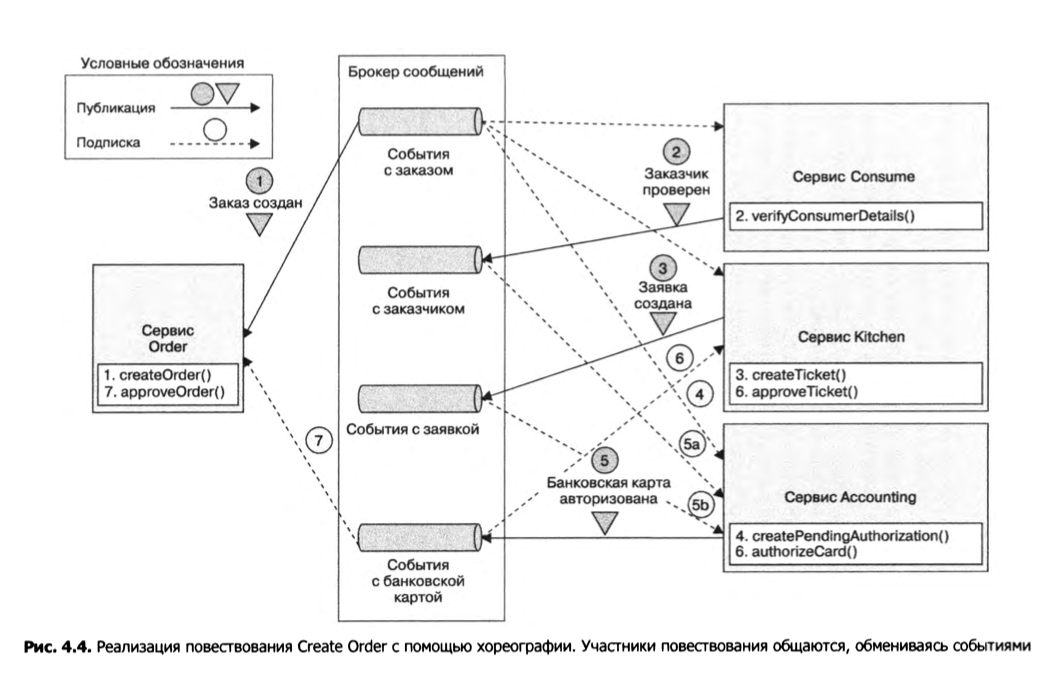 Условные обозначения
Публикация
Подписка
Брокер сообщений
События
с заказом
1
Заказ создан
2
Заказчик
проверен
Сервис Consume
2. verifyConsumerDetails()
События
с заказчиком
3
Заявка
создана
Сервис Kitchen
3. createTicket()
6. approveTicket()
Сервис
Order
1. createOrder()
7. approveOrder()
События с заявкой
6
4
5a
7
5
Банковская карта
авторизована
5b
Сервис Accounting
4. createPendingAuthorization()
6. authorizeCard()
События
с банковской
картой
Рис. 4.4. Реализация повествования Create Order с помощью хореографии. Участники повествования общаются, обмениваясь событиями